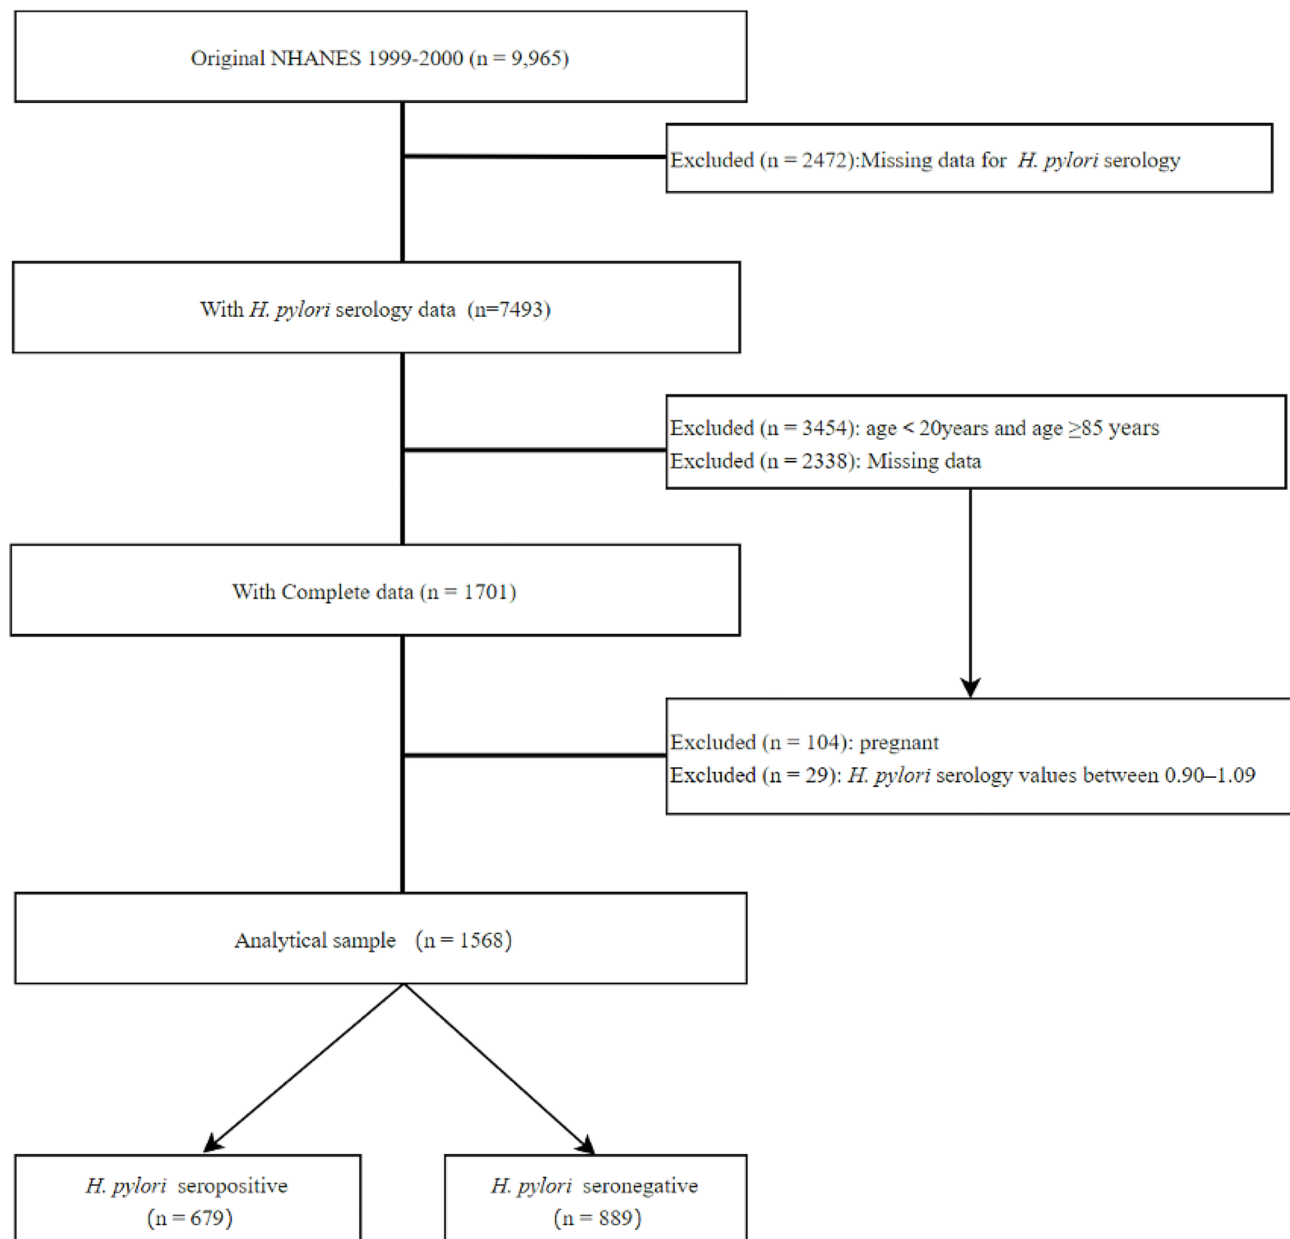 Original NHANES 1999-2000 (n = 9,965)
Excluded (n = 2472):Missing data for H. pylori serology
With H. pylori serology data (n=7493)
Excluded (n = 3454): age < 20years and age ≥85 years
Excluded (n = 2338): Missing data
With Complete data (n = 1701)
Excluded (n = 104): pregnant
Excluded (n = 29): H. pylori serology values between 0.90–1.09
Analytical sample (n = 1568)
H. pylori seropositive
(n = 679)
H. pylori seronegative
(n = 889)